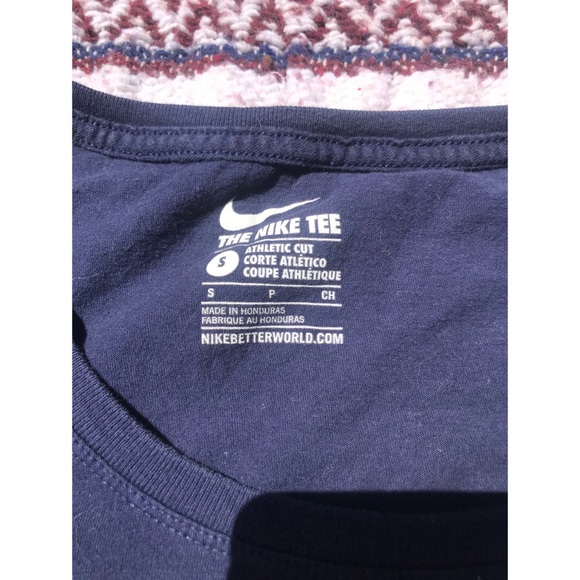 THE NIKE TEE
S
ATHLETIC CUT
CORTE ATLÉTICO
COUPE ATHLÉTIQUE
S P CH
MADE IN HONDURAS
FABRIQUE AU HONDURAS
NIKEBETTERWORLD.COM